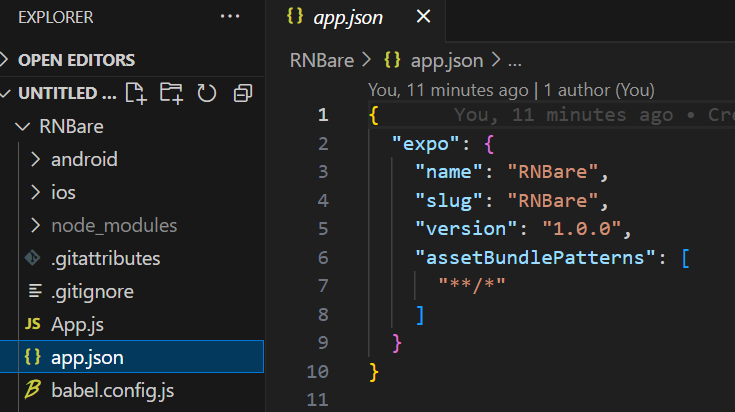 EXPLORER
···
OPEN EDITORS
UNTITLED ...
RNBare
android
ios
node_modules
.gitattributes
.gitignore
JS App.js
{} app.json
babel.config.js
{} app.json ×
RNBare > {} app.json > ...
You, 11 minutes ago | 1 author (You)
1 { You, 11 minutes ago • Cre
2 "expo": {
3 "name": "RNBare",
4 "slug": "RNBare",
5 "version": "1.0.0",
6 "assetBundlePatterns": [
7 "**/*"
8 ]
9 }
10 }
11